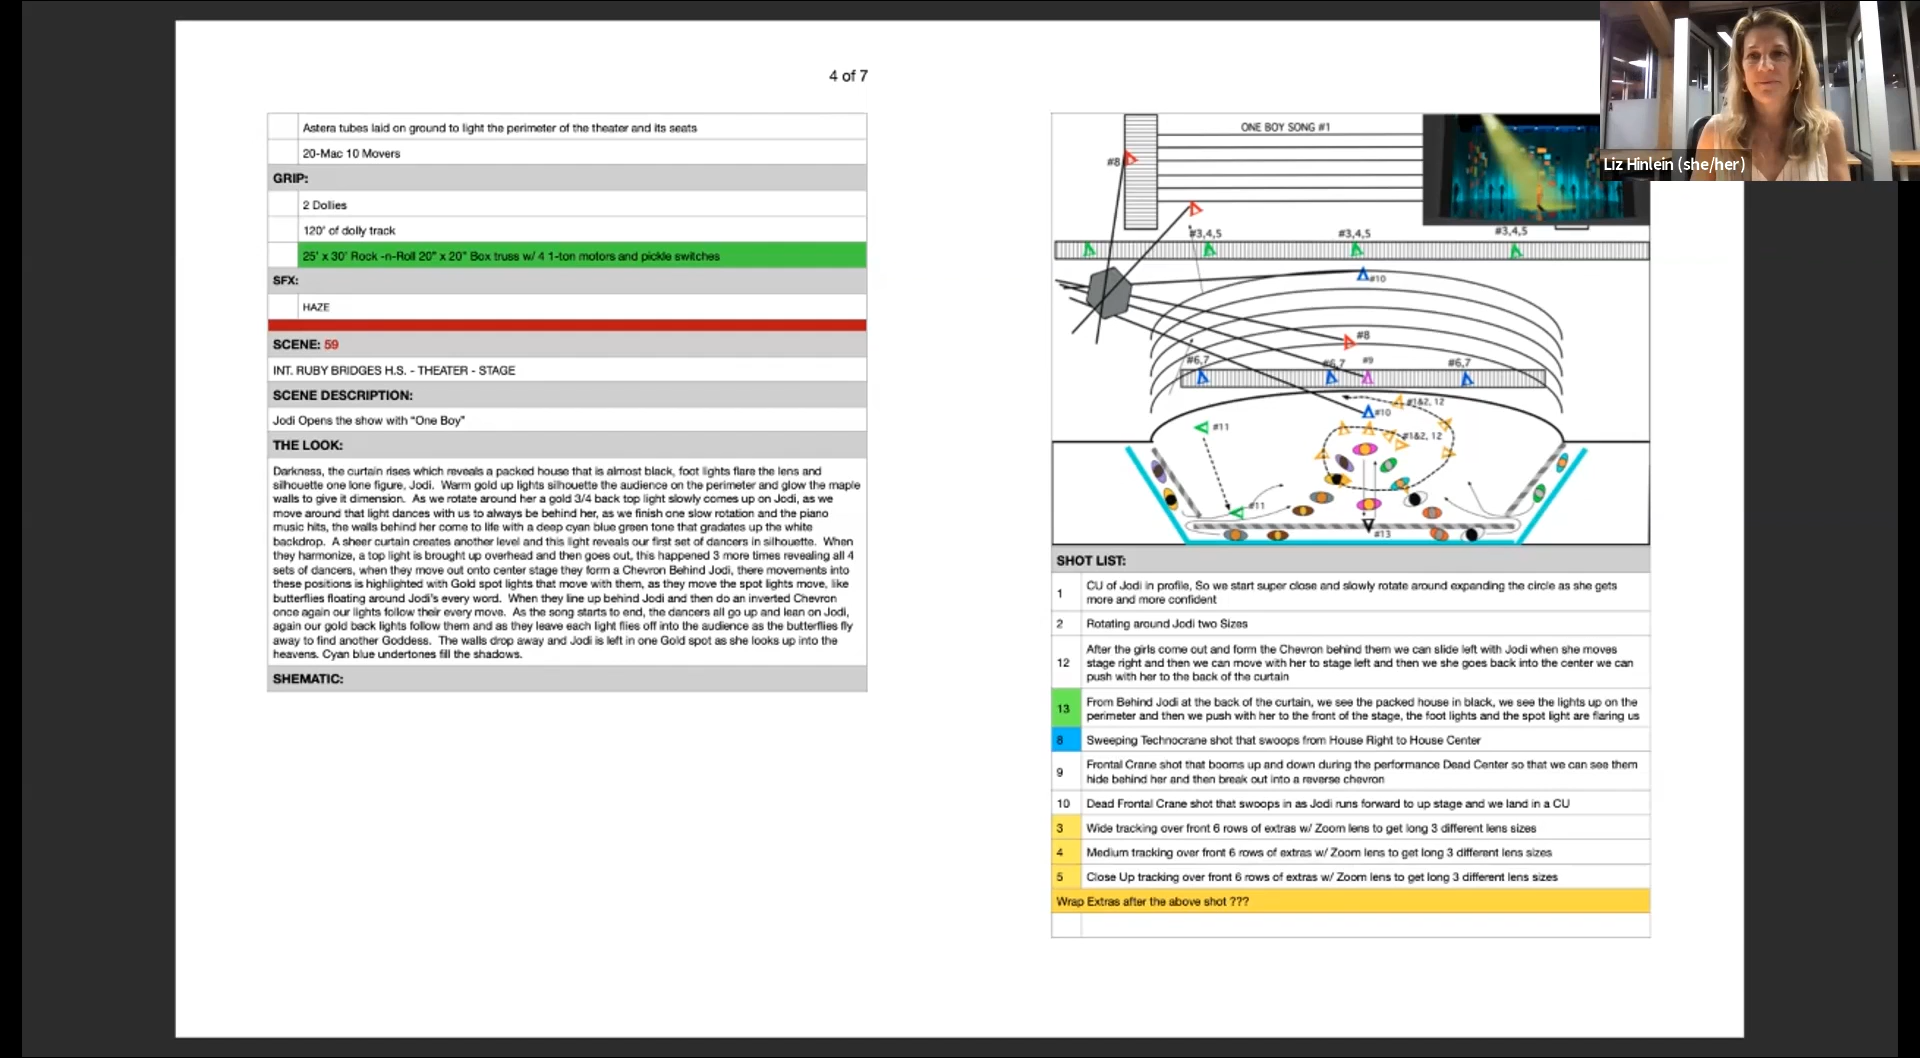 4 of 7
Astera tubes laid on ground to light the perimeter of the theater and its seats
20-Mac 10 Movers
GRIP:
2 Dollies
120' of dolly track
25' x 30' Rock -n-Roll 20" x 20" Box truss w/ 4 1-ton motors and pickle switches
SFX:
HAZE
SCENE: 59
INT. RUBY BRIDGES H.S. - THEATER - STAGE
SCENE DESCRIPTION:
Jodi Opens the show with "One Boy"
THE LOOK:
Darkness, the curtain rises which reveals a packed house that is almost black, foot lights flare the lens and
silhouette one lone figure, Jodi. Warm gold up lights silhouette the audience on the perimeter and glow the maple
walls to give it dimension. As we rotate around her a gold 3/4 back top light slowly comes up on Jodi, as we
move around that light dances with us to always be behind her, as we finish one slow rotation and the piano
music hits, the walls behind her come to life with a deep cyan blue green tone that gradates up the white
backdrop. A sheer curtain creates another level and this light reveals our first set of dancers in silhouette. When
they harmonize, a top light is brought up overhead and then goes out, this happened 3 more times revealing all 4
sets of dancers, when they move out onto center stage they form a Chevron Behind Jodi, there movements into
these positions is highlighted with Gold spot lights that move with them, as they move the spot lights move, like
butterflies floating around Jodi's every word. When they line up behind Jodi and then do an inverted Chevron
once again our lights follow their every move. As the song starts to end, the dancers all go up and lean on Jodi,
again our gold back lights follow them and as they leave each light flies off into the audience as the butterflies fly
away to find another Goddess. The walls drop away and Jodi is left in one Gold spot as she looks up into the
heavens. Cyan blue undertones fill the shadows.
SHEMATIC:
ONE BOY SONG #1
#8
#3,4,5
#3,4,5
#3,4,5
#10
#8
#6,7
#6,7
#9
#6,7
#1&2, 12
#10
#11
#1&2, 12
#11
#13
SHOT LIST:
1 CU of Jodi in profile, So we start super close and slowly rotate around expanding the circle as she gets
more and more confident
2 Rotating around Jodi two Sizes
12 After the girls come out and form the Chevron behind them we can slide left with Jodi when she moves
stage right and then we can move with her to stage left and then we she goes back into the center we can
push with her to the back of the curtain
13 From Behind Jodi at the back of the curtain, we see the packed house in black, we see the lights up on the
perimeter and then we push with her to the front of the stage, the foot lights and the spot light are flaring us
8 Sweeping Technocrane shot that swoops from House Right to House Center
9 Frontal Crane shot that booms up and down during the performance Dead Center so that we can see them
hide behind her and then break out into a reverse chevron
10 Dead Frontal Crane shot that swoops in as Jodi runs forward to up stage and we land in a CU
3 Wide tracking over front 6 rows of extras w/ Zoom lens to get long 3 different lens sizes
4 Medium tracking over front 6 rows of extras w/ Zoom lens to get long 3 different lens sizes
5 Close Up tracking over front 6 rows of extras w/ Zoom lens to get long 3 different lens sizes
Wrap Extras after the above shot ???
Liz Hinlein (she/her)